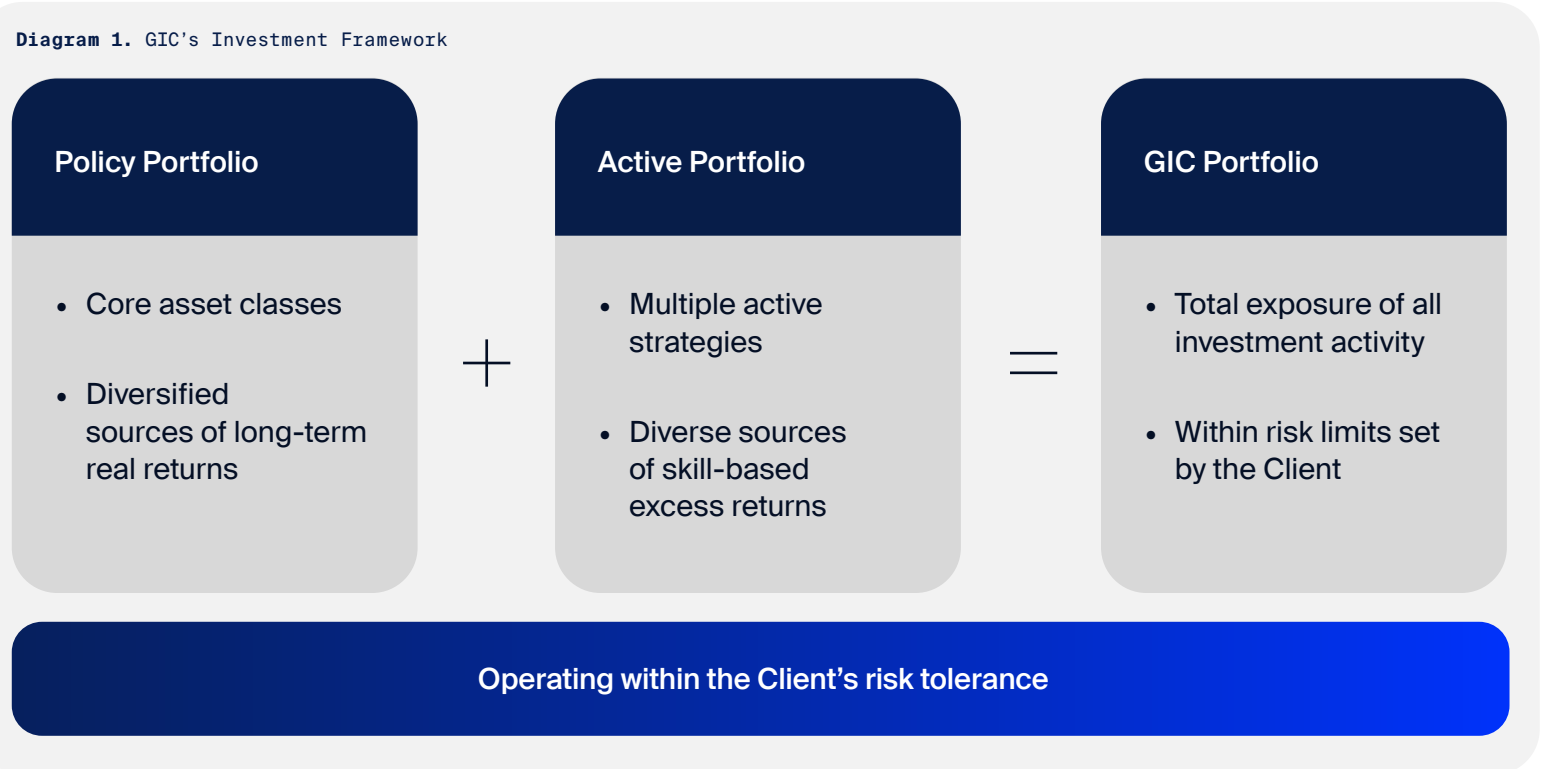 Diagram 1. GIC’s Investment Framework
Policy Portfolio
• Core asset classes
• Diversified
sources of long-term
real returns
+
Active Portfolio
• Multiple active
strategies
• Diverse sources
of skill-based
excess returns
=
GIC Portfolio
• Total exposure of all
investment activity
• Within risk limits set
by the Client
Operating within the Client’s risk tolerance